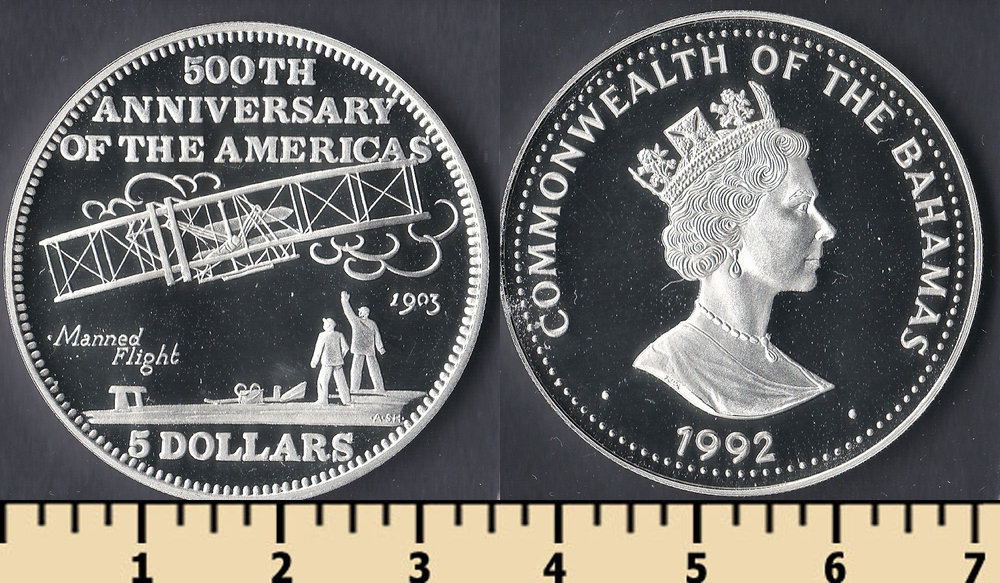 500TH
ANNIVERSARY
OF THE AMERICAS
1903
Manned
Flight
5 DOLLARS
COMMONWEALTH OF THE BAHAMAS
1992
1 2 3 4 5 6 7